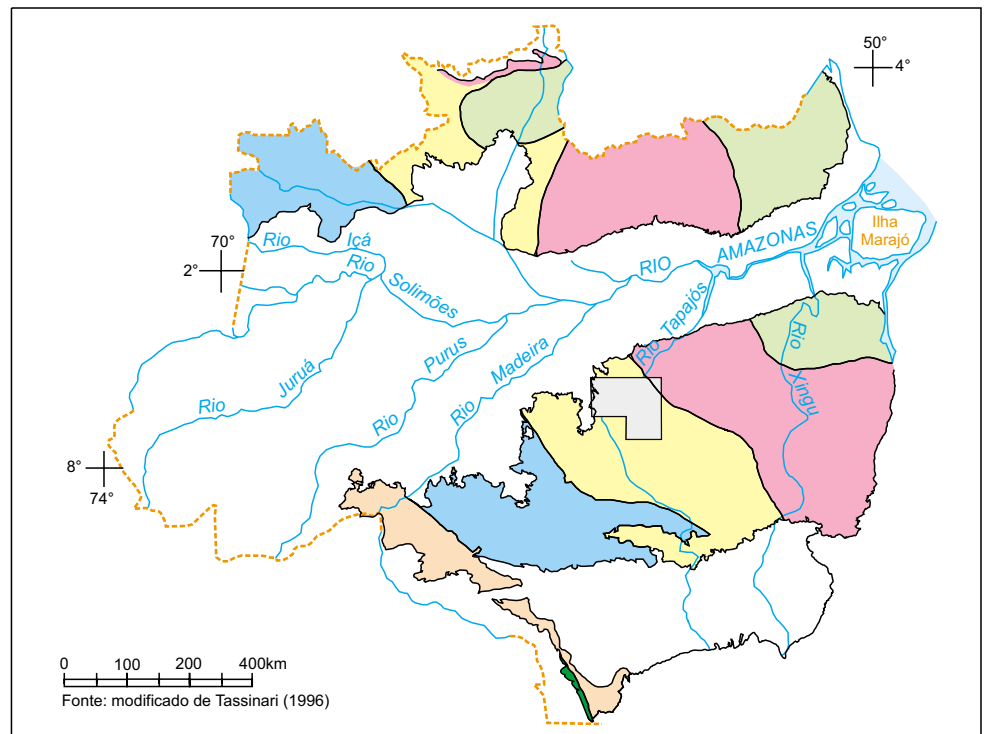 50°
4°
Ilha
Marajó
AMAZONAS
RIO
Rio Içá
70°
2°
Rio
Solimões
Rio Tapajós
Rio
Xingu
Purus
Rio
Madeira
Rio
Juruá
Rio
8°
74°
0 100 200 400km
Fonte: modificado de Tassinari (1996)